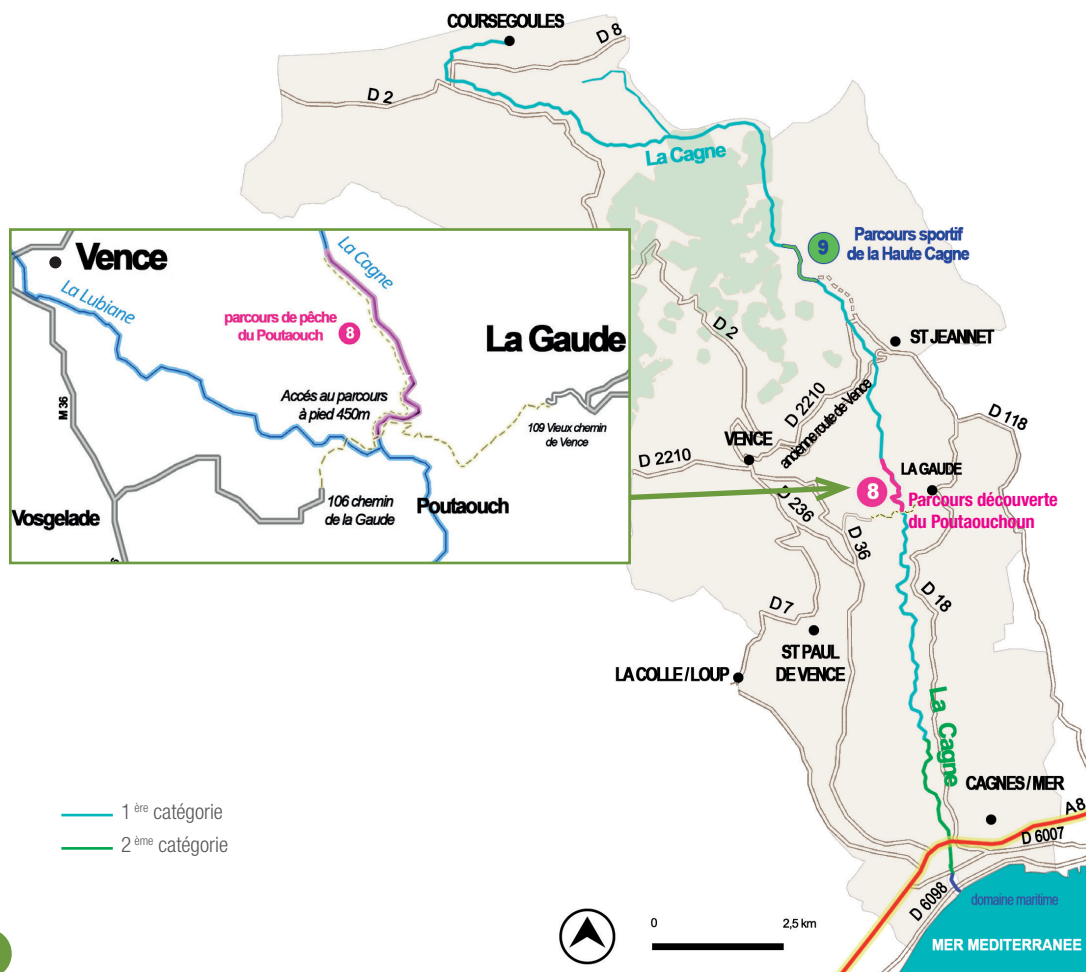 COURSEGOULES
D 8
D 2
La Cagne
9
Parcours sportif
de la Haute Cagne
D 2
ST JEANNET
D 2210
ancienne route de Vence
D 118
VENCE
D 2210
LA GAUDE
8
Parcours découverte
du Poutaouchoun
D 236
D 36
D 18
D 7
ST PAUL
DE VENCE
LA COLLE / LOUP
La Cagne
CAGNES / MER
A8
D 6007
D 6098
domaine maritime
MER MEDITERRANEE
Vence
La Lubiane
La Cagne
parcours de pêche
du Poutaouch
8
La Gaude
M 36
Accés au parcours
à pied 450m
109 Vieux chemin
de Vence
106 chemin
de la Gaude
Poutaouch
Vosgelade
1 ère catégorie
2 ème catégorie
0
2,5 km